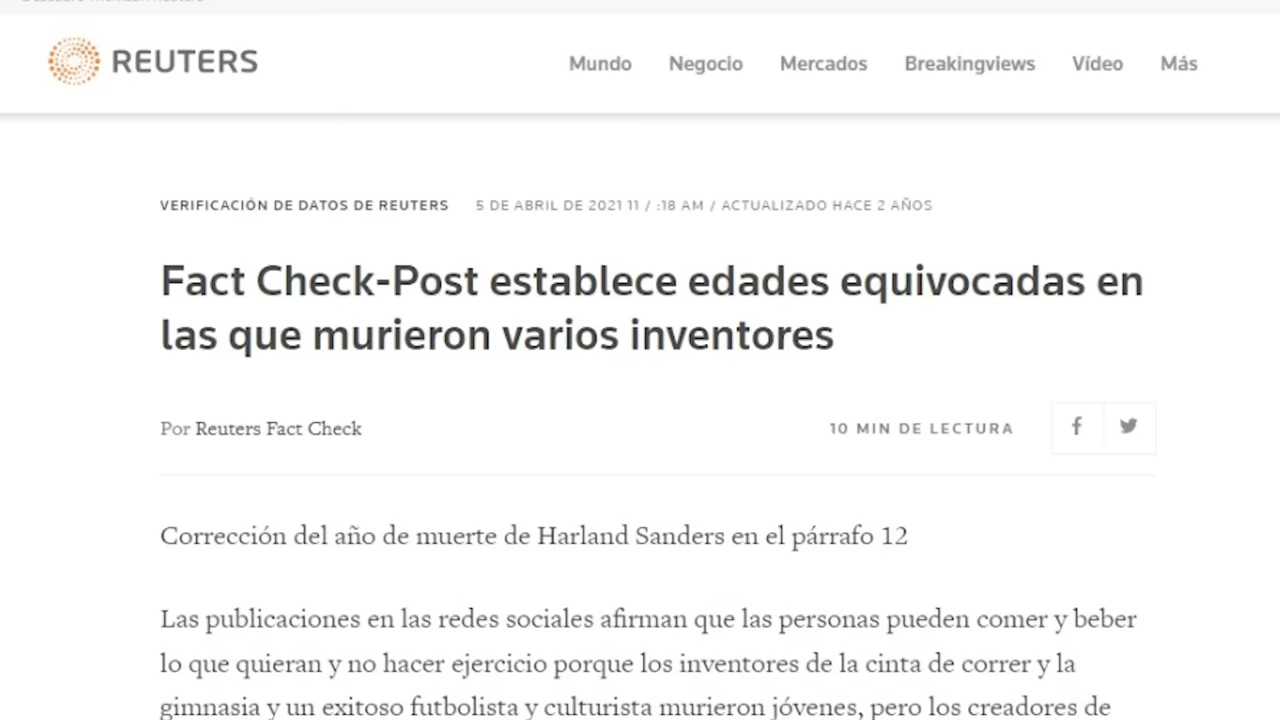 REUTERS
Mundo Negocio Mercados Breakingviews Vídeo Más
VERIFICACIÓN DE DATOS DE REUTERS 5 DE ABRIL DE 2021 11 / :18 AM / ACTUALIZADO HACE 2 AÑOS
Fact Check-Post establece edades equivocadas en
las que murieron varios inventores
Por Reuters Fact Check
10 MIN DE LECTURA
Corrección del año de muerte de Harland Sanders en el párrafo 12
Las publicaciones en las redes sociales afirman que las personas pueden comer y beber
lo que quieran y no hacer ejercicio porque los inventores de la cinta de correr y la
gimnasia y un exitoso futbolista y culturista murieron jóvenes, pero los creadores de